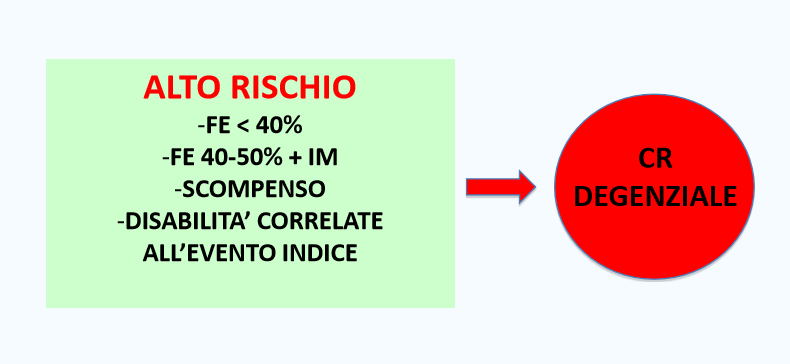 ALTO RISCHIO
-FE < 40%
-FE 40-50% + IM
-SCOMPENSO
-DISABILITA’ CORRELATE
ALL’EVENTO INDICE
CR
DEGENZIALE